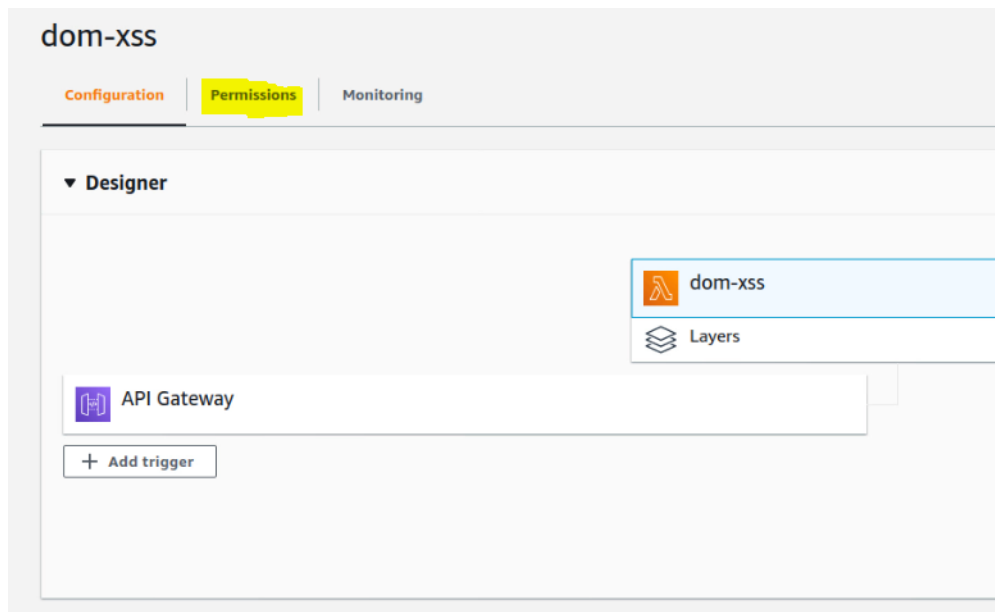 dom-xss
Configuration Permissions Monitoring
Designer
dom-xss
Layers
API Gateway
+ Add trigger